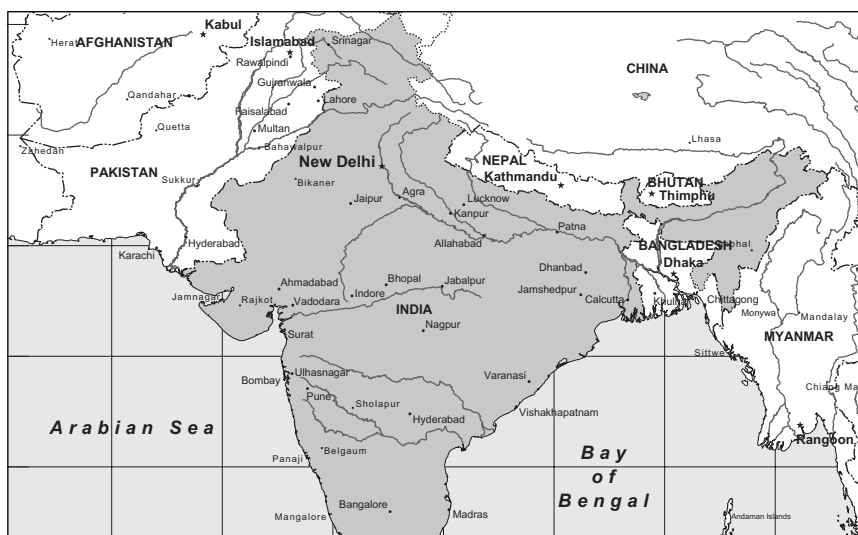 Kabul
Herat
AFGHANISTAN
Islamabad
Srinagar
Rawalpindi
CHINA
Gujranwala
Qandahar
Faisalabad
Lahore
Quetta
Multan
Lhasa
Zahedan
Bahawalpur
New Delhi
NEPAL
PAKISTAN
Kathmandu
Sukkur
Bikaner
BHUTAN
Thimphu
Jaipur
Agra
Lucknow
Kanpur
Patna
Hyderabad
Allahabad
BANGLADESH
Karachi
Dhaka
Dhanbad
Ahmadabad
Bhopal
Jabalpur
Jamnagar
Indore
Jamshedpur
Rajkot
Vadodara
Calcutta
Khulna
Chittagong
INDIA
Monywa
Mandalay
Nagpur
Surat
MYANMAR
Sittwe
Ulhasnagar
Bombay
Varanasi
Chiang Ma
Pune
Sholapur
Hyderabad
Vishakhapatnam
Arabian Sea
Rangoon
Belgaum
Bay
Panaji
of
Bengal
Bangalore
Mangalore
Madras
Andaman Islands